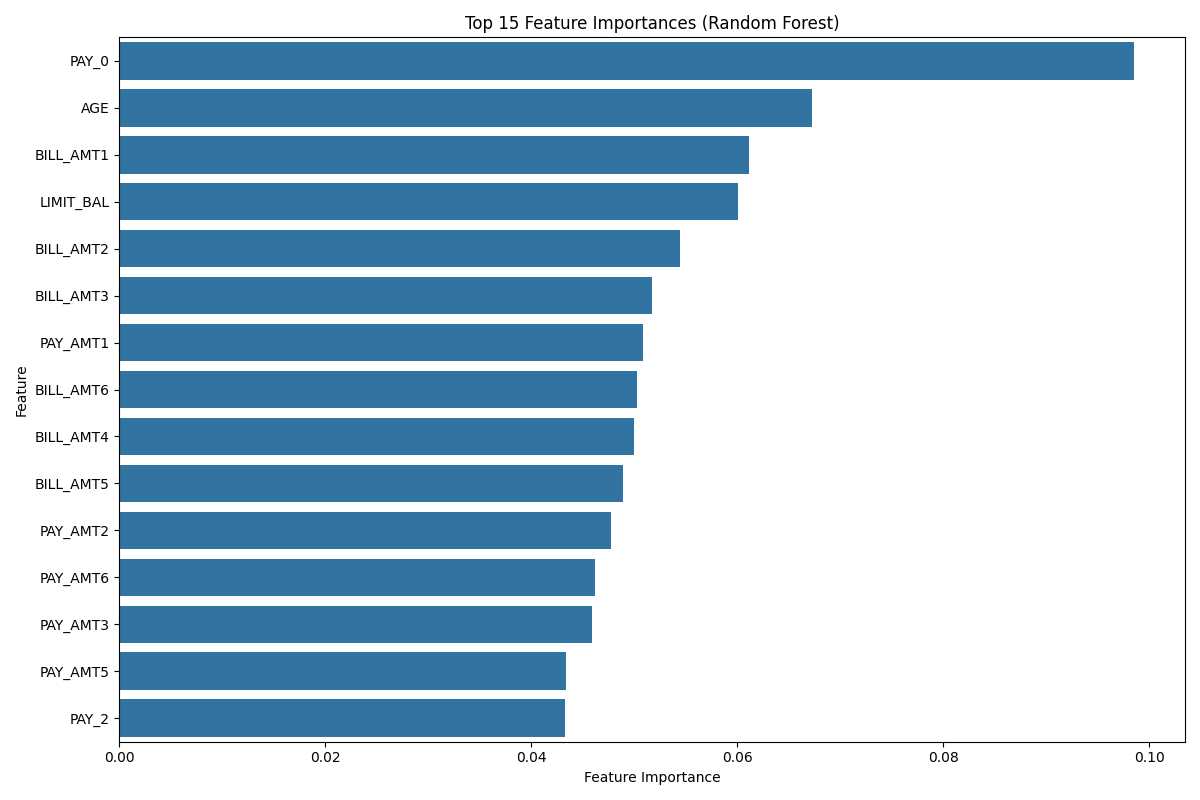 Top 15 Feature Importances (Random Forest)
PAY_0
AGE
BILL_AMT1
LIMIT_BAL
BILL_AMT2
BILL_AMT3
PAY_AMT1
BILL_AMT6
BILL_AMT4
BILL_AMT5
PAY_AMT2
PAY_AMT6
PAY_AMT3
PAY_AMT5
PAY_2
Feature
0.00 0.02 0.04 0.06 0.08 0.10
Feature Importance